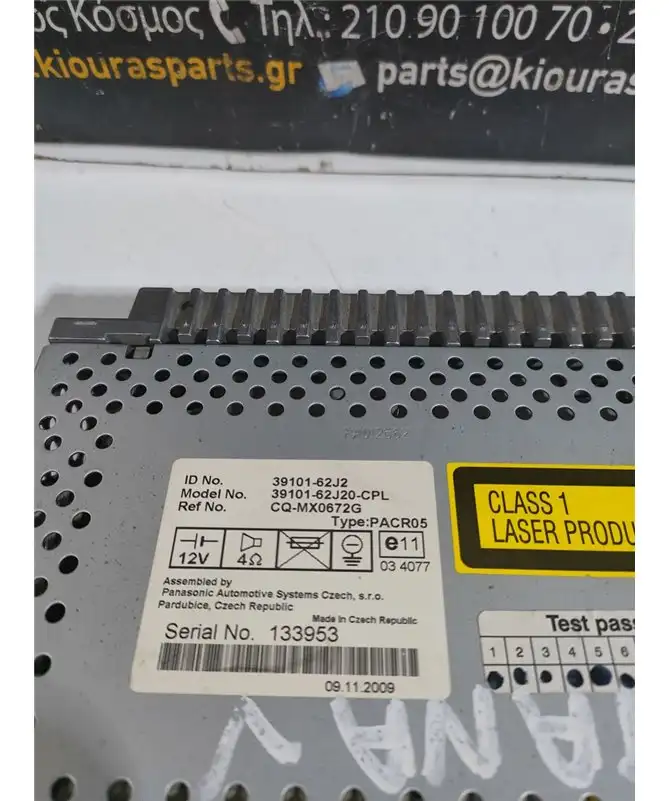 ος Κόσμος Τηλ.: 210 90 100 70 • 2
kiourasparts.gr parts@kiouras
ID No. 39101-62J2
Model No. 39101-62J20-CPL
Ref No. CQ-MX0672G
Type:PACR05
12V 4Ω e11
03 4077
Assembled by
Panasonic Automotive Systems Czech, s.r.o.
Pardubice, Czech Republic
Made in Czech Republic
Serial No. 133953
09.11.2009
CLASS 1
LASER PRODU
Test pas
1 2 3 4 5 6